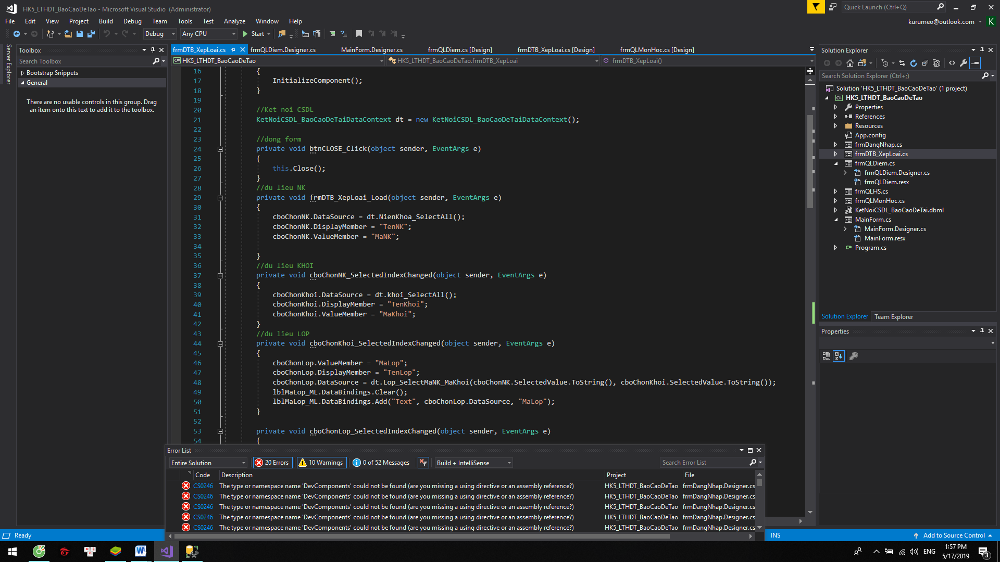 HK5_LTHDT_BaoCaoDeTao - Microsoft Visual Studio (Administrator)
Quick Launch (Ctrl+Q)
File Edit View Project Build Debug Team Tools Test Analyze Window Help
kurumeo@outlook.com K
Debug Any CPU Start
Server Explorer
Toolbox
Search Toolbox
Bootstrap Snippets
General
There are no usable controls in this group. Drag
an item onto this text to add it to the toolbox.
frmDTB_XepLoai.cs frmQLDiem.Designer.cs MainForm.Designer.cs frmQLDiem.cs [Design] frmDTB_XepLoai.cs [Design] frmQLMonHoc.cs [Design]
C# HK5_LTHDT_BaoCaoDeTao HK5_LTHDT_BaoCaoDeTao.frmDTB_XepLoai frmDTB_XepLoai()
16 {
17 InitializeComponent();
18 }
19
20 //Ket noi CSDL
21 KetNoiCSDL_BaoCaoDeTaiDataContext dt = new KetNoiCSDL_BaoCaoDeTaiDataContext();
22
23 //dong form
24 private void btnCLOSE_Click(object sender, EventArgs e)
25 {
26 this.Close();
27 }
28 //du lieu NK
29 private void frmDTB_XepLoai_Load(object sender, EventArgs e)
30 {
31 cboChonNK.DataSource = dt.NienKhoa_SelectAll();
32 cboChonNK.DisplayMember = "TenNK";
33 cboChonNK.ValueMember = "MaNK";
34
35 }
36 //du lieu KHOI
37 private void cboChonNK_SelectedIndexChanged(object sender, EventArgs e)
38 {
39 cboChonKhoi.DataSource = dt.khoi_SelectAll();
40 cboChonKhoi.DisplayMember = "TenKhoi";
41 cboChonKhoi.ValueMember = "MaKhoi";
42 }
43 //du lieu LOP
44 private void cboChonKhoi_SelectedIndexChanged(object sender, EventArgs e)
45 {
46 cboChonLop.ValueMember = "MaLop";
47 cboChonLop.DisplayMember = "TenLop";
48 cboChonLop.DataSource = dt.Lop_SelectMaNK_MaKhoi(cboChonNK.SelectedValue.ToString(), cboChonKhoi.SelectedValue.ToString());
49 lblMaLop_ML.DataBindings.Clear();
50 lblMaLop_ML.DataBindings.Add("Text", cboChonLop.DataSource, "MaLop");
51 }
52
53 private void cboChonLop_SelectedIndexChanged(object sender, EventArgs e)
54 {
Error List
Entire Solution 20 Errors 10 Warnings 0 of 52 Messages Build + IntelliSense Search Error List
Code Description Project File
CS0246 The type or namespace name 'DevComponents' could not be found (are you missing a using directive or an assembly reference?) HK5_LTHDT_BaoCaoDeTao frmDangNhap.Designer.cs
CS0246 The type or namespace name 'DevComponents' could not be found (are you missing a using directive or an assembly reference?) HK5_LTHDT_BaoCaoDeTao frmDangNhap.Designer.cs
CS0246 The type or namespace name 'DevComponents' could not be found (are you missing a using directive or an assembly reference?) HK5_LTHDT_BaoCaoDeTao frmDangNhap.Designer.cs
CS0246 The type or namespace name 'DevComponents' could not be found (are you missing a using directive or an assembly reference?) HK5_LTHDT_BaoCaoDeTao frmDangNhap.Designer.cs
CS0246 The type or namespace name 'DevComponents' could not be found (are you missing a using directive or an assembly reference?) HK5_LTHDT_BaoCaoDeTao frmDangNhap.Designer.cs
Solution Explorer
Search Solution Explorer (Ctrl+;)
Solution 'HK5_LTHDT_BaoCaoDeTao' (1 project)
C# HK5_LTHDT_BaoCaoDeTao
Properties
References
Resources
App.config
frmDangNhap.cs
frmDTB_XepLoai.cs
frmQLDiem.cs
frmQLDiem.Designer.cs
frmQLDiem.resx
frmQLHS.cs
frmQLMonHoc.cs
KetNoiCSDL_BaoCaoDeTai.dbml
MainForm.cs
MainForm.Designer.cs
MainForm.resx
C# Program.cs
Solution Explorer Team Explorer
Properties
Ready INS Add to Source Control
ENG 1:57 PM
5/17/2019 3